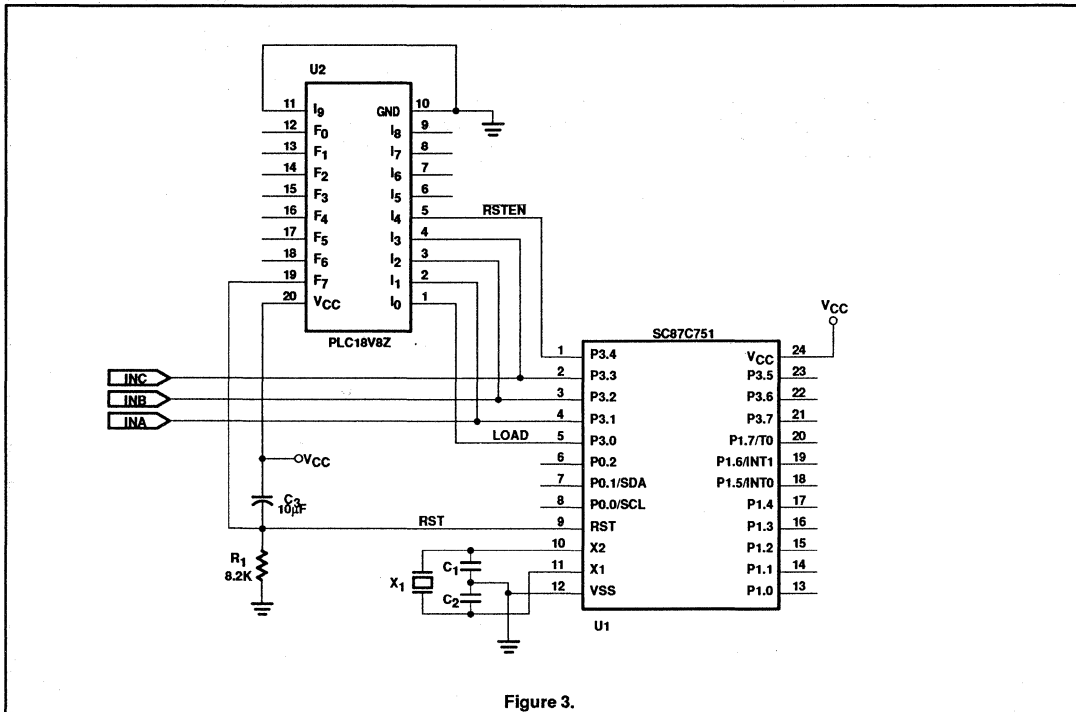 U2
11 I9 GND 10
12 F0 I8 9
13 F1 I7 8
14 F2 I6 7
15 F3 I5 6
16 F4 I4 5 RSTEN
17 F5 I3 4
18 F6 I2 3
19 F7 I1 2
20 VCC I0 1
PLC18V8Z
VCC
SC87C751
1 P3.4 VCC 24
INC 2 P3.3 P3.5 23
INB 3 P3.2 P3.6 22
INA 4 P3.1 P3.7 21
LOAD 5 P3.0 P1.7/T0 20
6 P0.2 P1.6/INT1 19
7 P0.1/SDA P1.5/INT0 18
8 P0.0/SCL P1.4 17
VCC
C3
10µF
RST 9 RST P1.3 16
10 X2 P1.2 15
11 X1 P1.1 14
12 VSS P1.0 13
R1
8.2K
X1
C1
C2
U1
Figure 3.